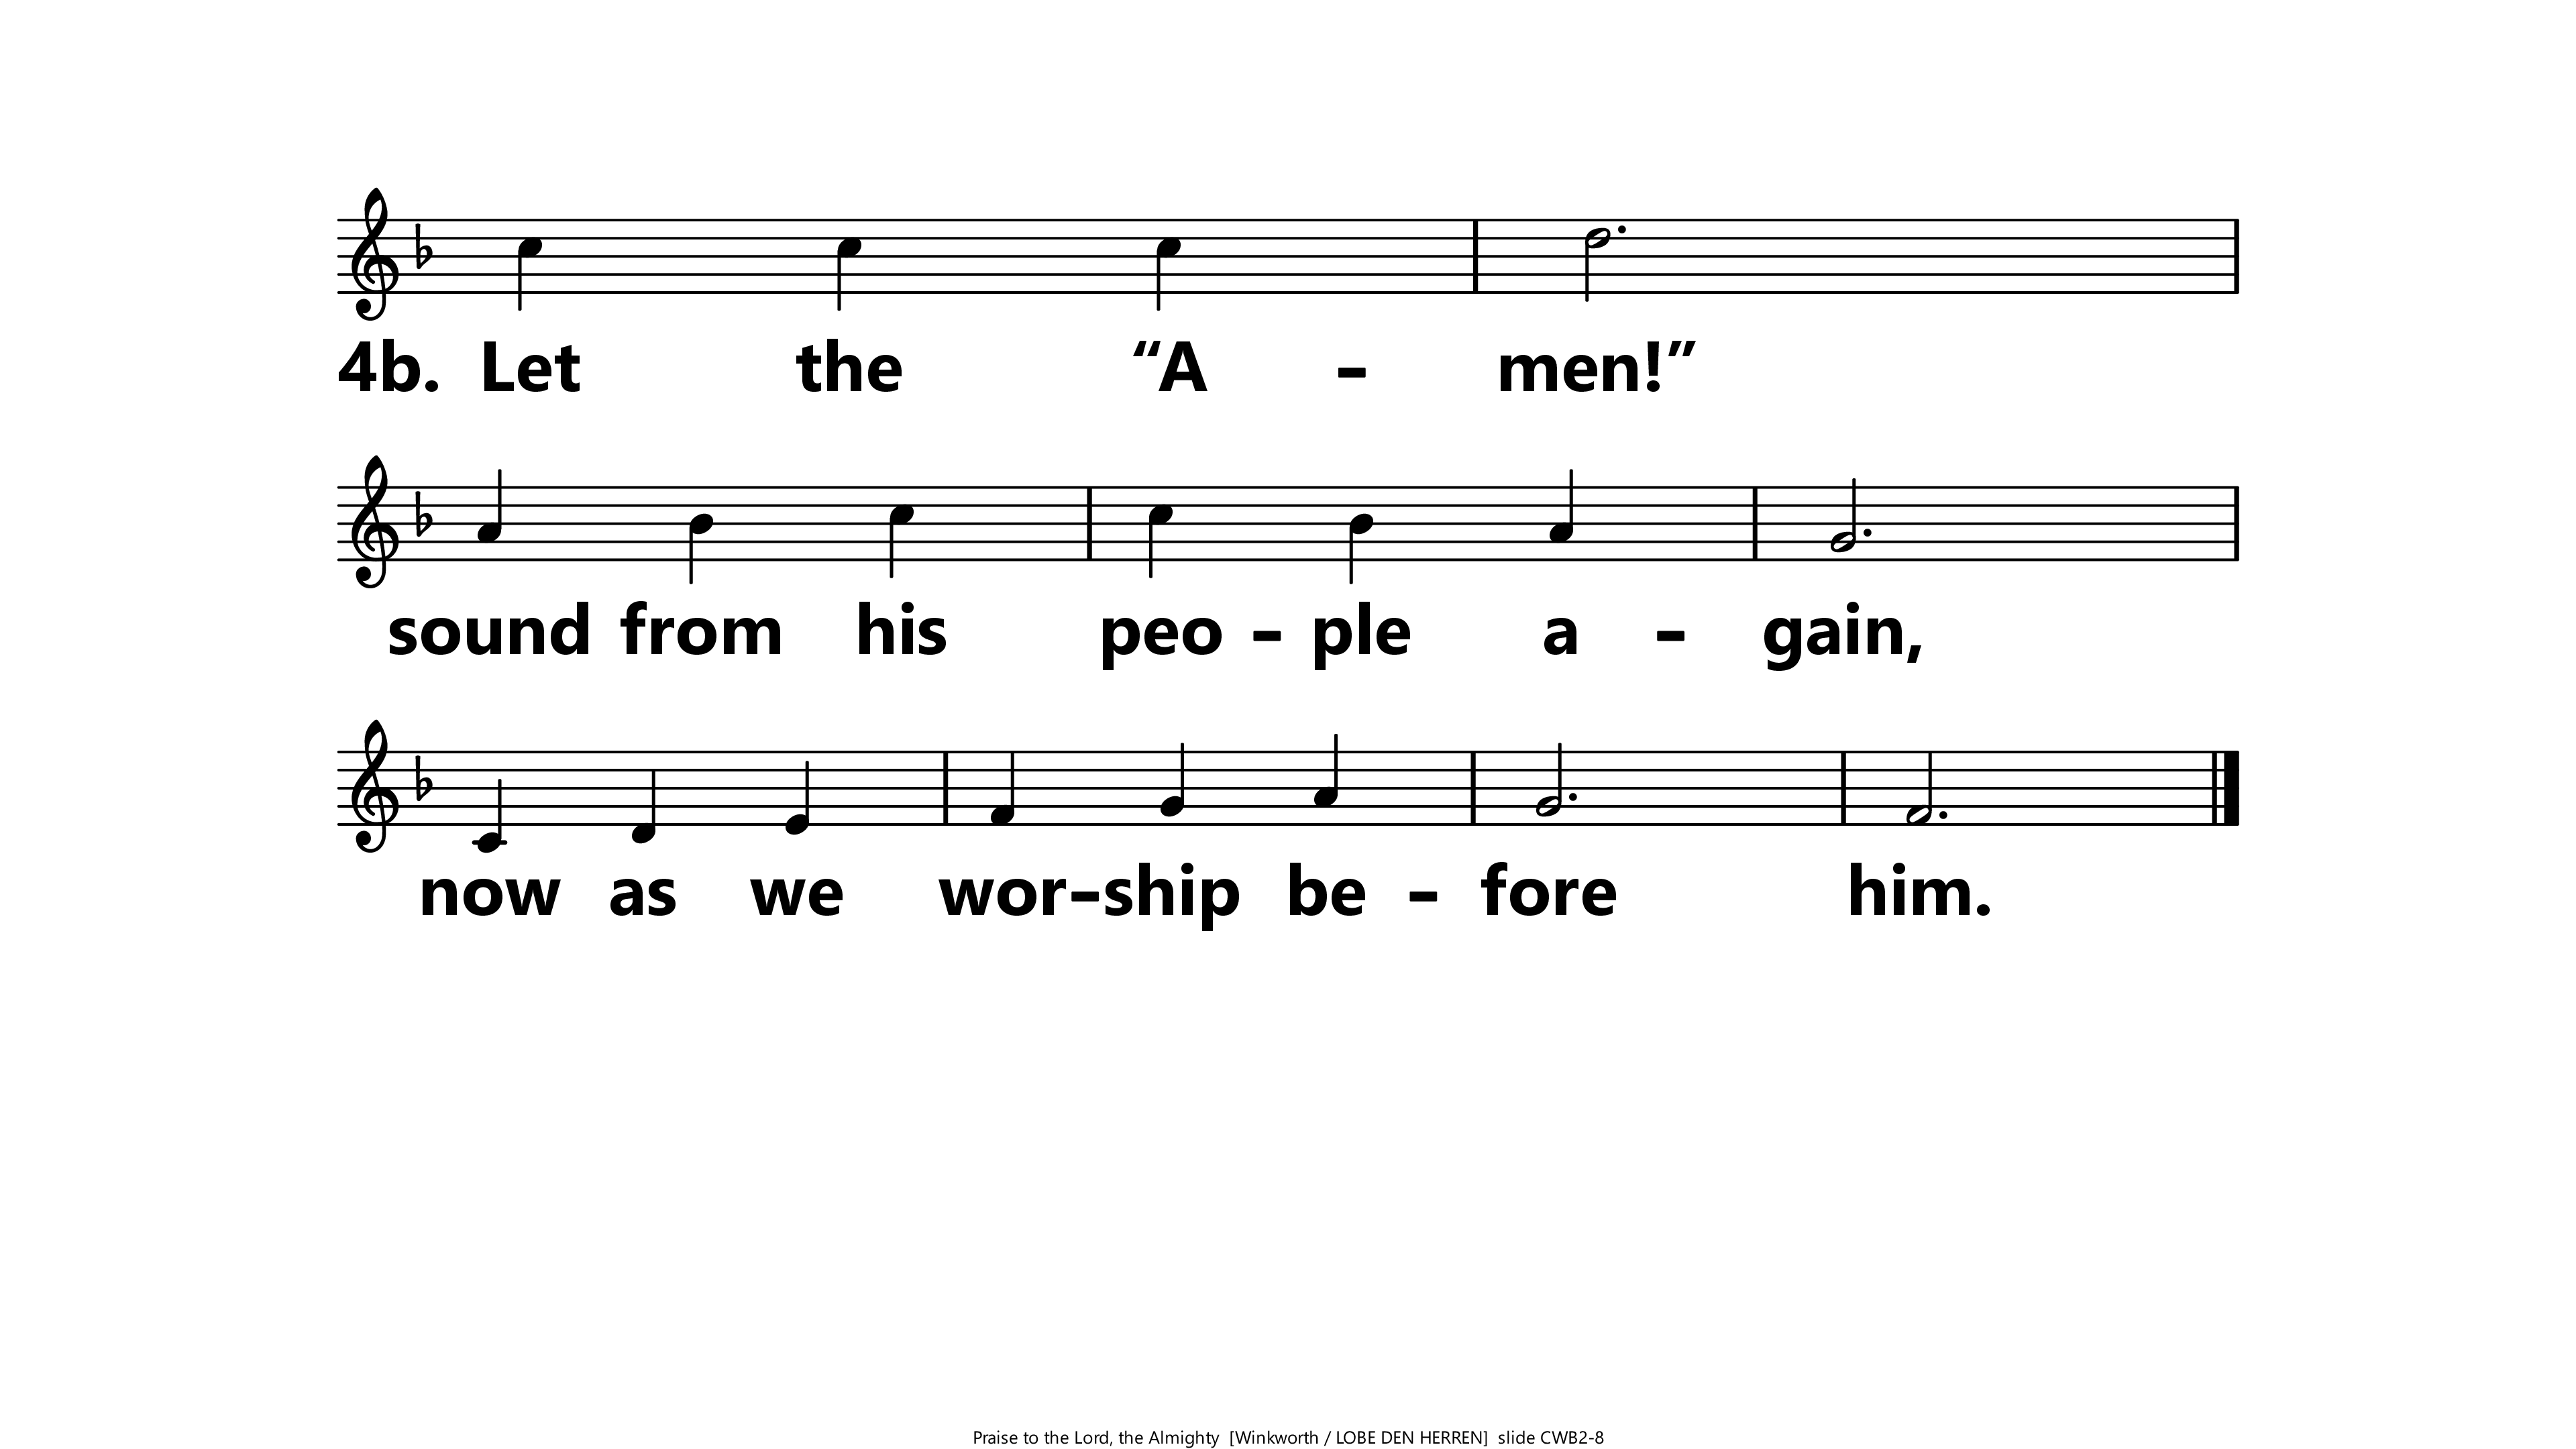 4b. Let the “A - men!”
sound from his peo - ple a - gain,
now as we wor-ship be - fore him.
Praise to the Lord, the Almighty [Winkworth / LOBE DEN HERREN] slide CWB2-8